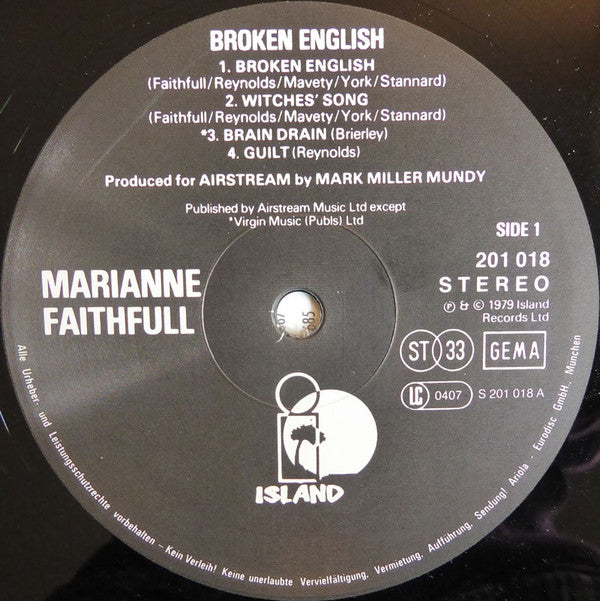 BROKEN ENGLISH
1. BROKEN ENGLISH
(Faithfull/Reynolds/Mavety/York/Stannard)
2. WITCHES' SONG
(Faithfull/Reynolds/Mavety/York/Stannard)
*3. BRAIN DRAIN (Brierley)
4. GUILT (Reynolds)
Produced for AIRSTREAM by MARK MILLER MUNDY
Published by Airstream Music Ltd except
*Virgin Music (Publs) Ltd
SIDE 1
201 018
STEREO
℗ & © 1979 Island
Records Ltd
MARIANNE
FAITHFULL
ST 33 GEMA
LC 0407 S 201 018 A
ISLAND
Alle Urheber- und Leistungsschutzrechte vorbehalten - Kein Verleih! Keine unerlaubte Vervielfältigung, Vermietung, Aufführung, Sendung! Ariola - Eurodisc GmbH., München